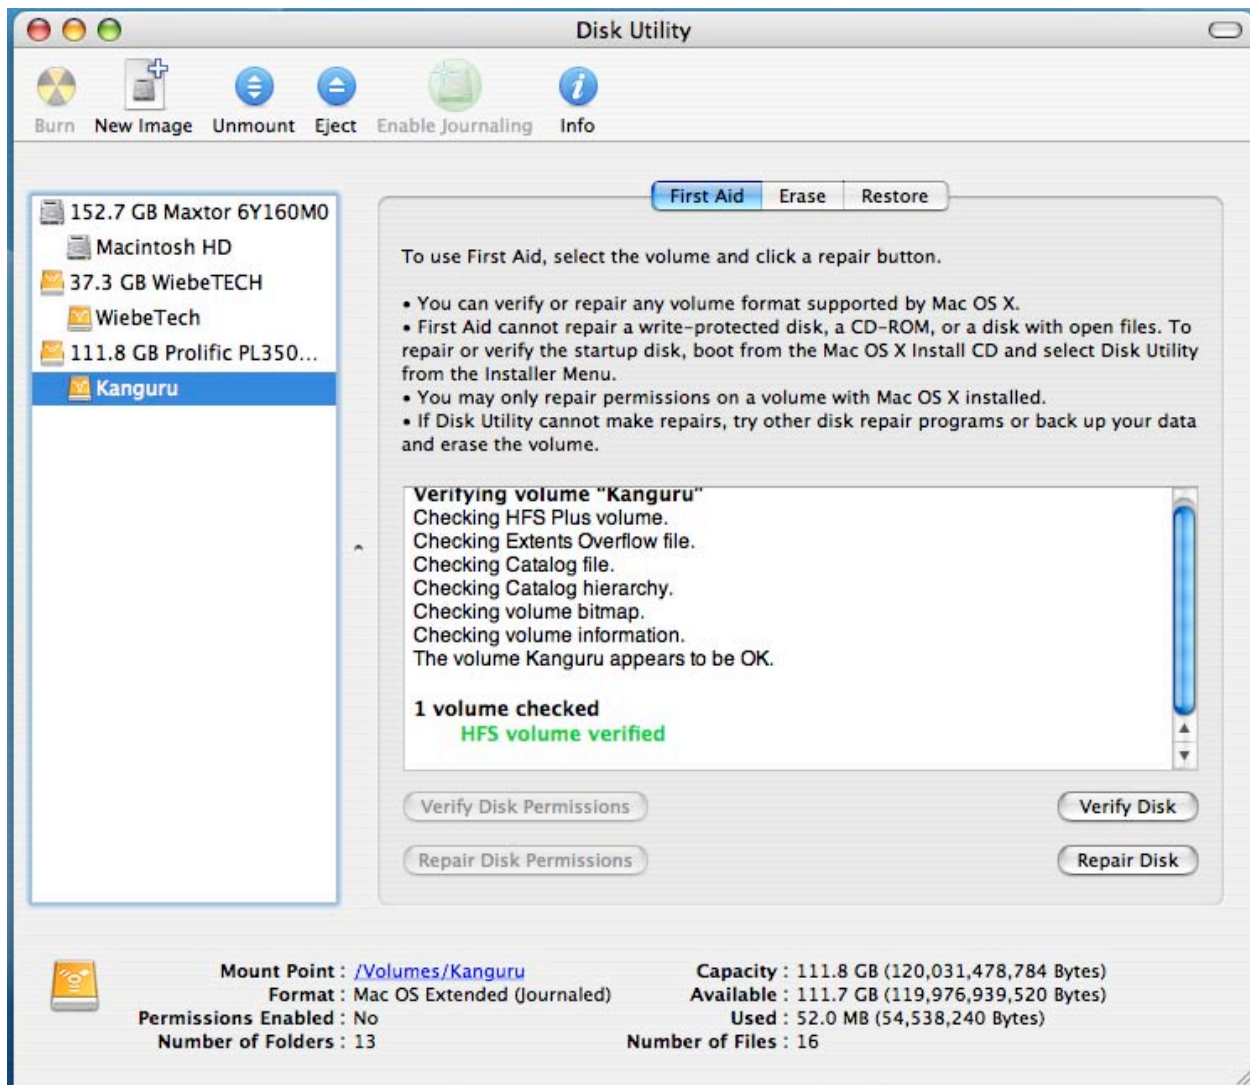 Disk Utility
Burn
New Image
Unmount
Eject
Enable Journaling
Info
152.7 GB Maxtor 6Y160M0
Macintosh HD
37.3 GB WiebeTECH
WiebeTech
111.8 GB Prolific PL350...
Kanguru
First Aid
Erase
Restore
To use First Aid, select the volume and click a repair button.
• You can verify or repair any volume format supported by Mac OS X.
• First Aid cannot repair a write-protected disk, a CD-ROM, or a disk with open files. To
repair or verify the startup disk, boot from the Mac OS X Install CD and select Disk Utility
from the Installer Menu.
• You may only repair permissions on a volume with Mac OS X installed.
• If Disk Utility cannot make repairs, try other disk repair programs or back up your data
and erase the volume.
Verifying volume "Kanguru"
Checking HFS Plus volume.
Checking Extents Overflow file.
Checking Catalog file.
Checking Catalog hierarchy.
Checking volume bitmap.
Checking volume information.
The volume Kanguru appears to be OK.
1 volume checked
HFS volume verified
Verify Disk Permissions
Verify Disk
Repair Disk Permissions
Repair Disk
Mount Point : /Volumes/Kanguru
Format : Mac OS Extended (Journaled)
Permissions Enabled : No
Number of Folders : 13
Capacity : 111.8 GB (120,031,478,784 Bytes)
Available : 111.7 GB (119,976,939,520 Bytes)
Used : 52.0 MB (54,538,240 Bytes)
Number of Files : 16